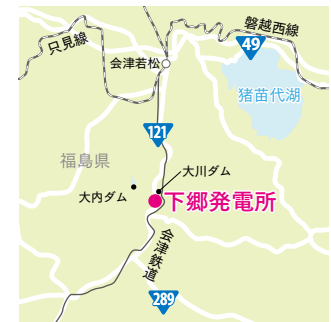 磐越西線
只見線
49
会津若松
猪苗代湖
121
福島県
大川ダム
大内ダム
下郷発電所
会津鉄道
289